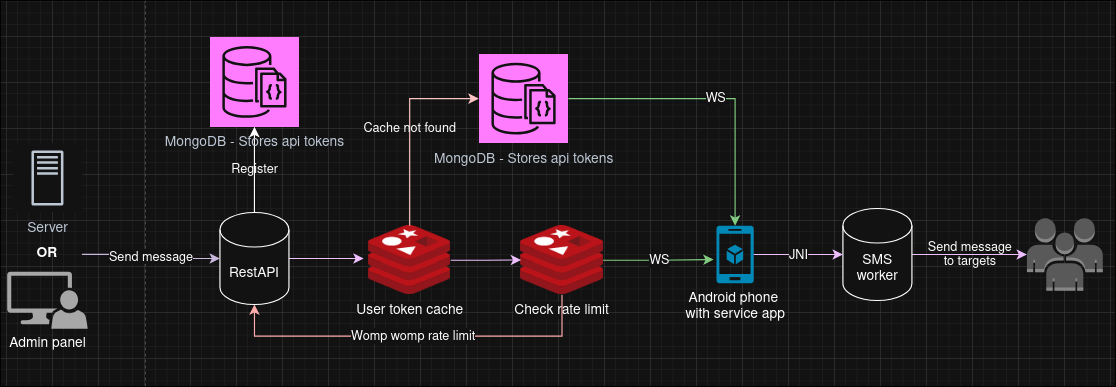 MongoDB - Stores api tokens
Register
Cache not found
WS
MongoDB - Stores api tokens
Server
OR
Admin panel
Send message
RestAPI
User token cache
Check rate limit
Womp womp rate limit
WS
Android phone
with service app
JNI
SMS
worker
Send message
to targets